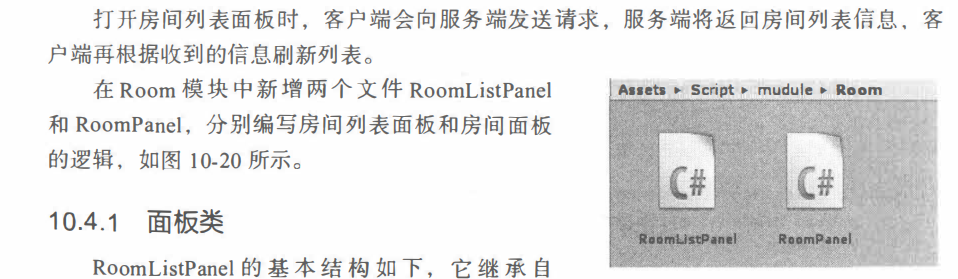 打开房间列表面板时，客户端会向服务端发送请求，服务端将返回房间列表信息，客
户端再根据收到的信息刷新列表。
在 Room 模块中新增两个文件 RoomListPanel
和 RoomPanel，分别编写房间列表面板和房间面板
的逻辑，如图 10-20 所示。
10.4.1 面板类
RoomListPanel 的基本结构如下，它继承自
Assets ▸ Script ▸ mudule ▸ Room
C#
C#
RoomListPanel
RoomPanel